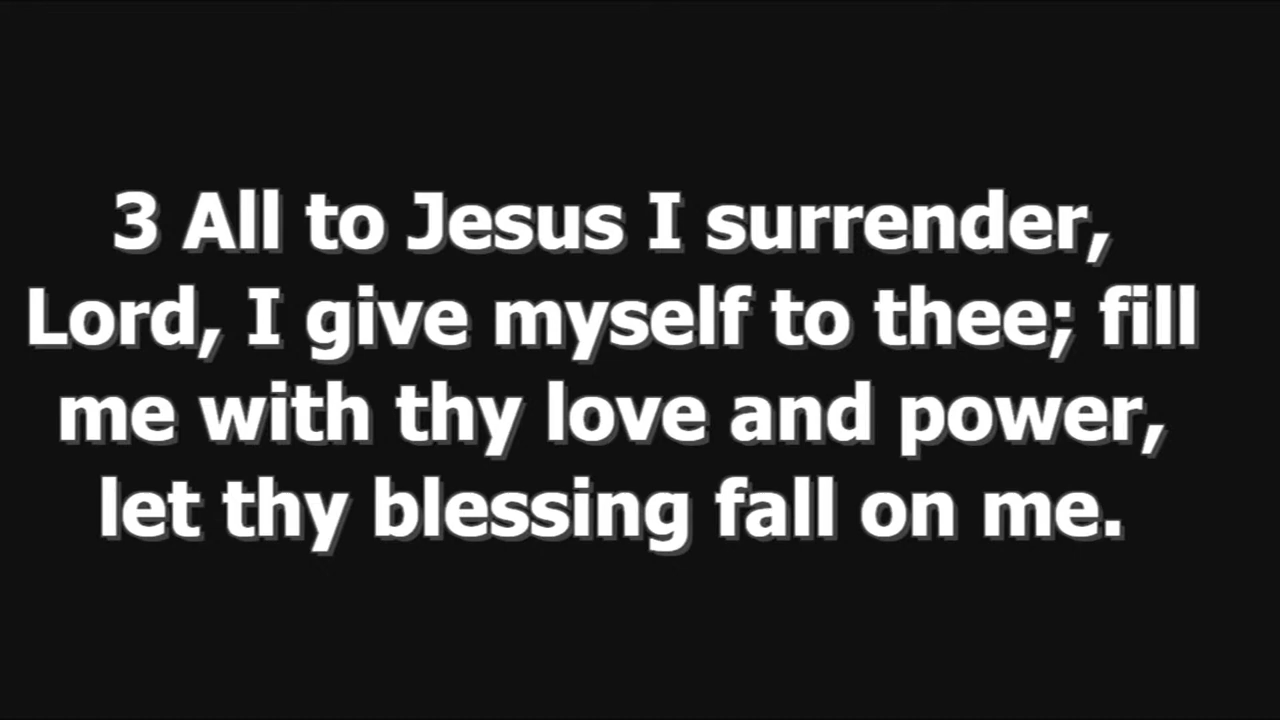 3 All to Jesus I surrender,
Lord, I give myself to thee; fill
me with thy love and power,
let thy blessing fall on me.